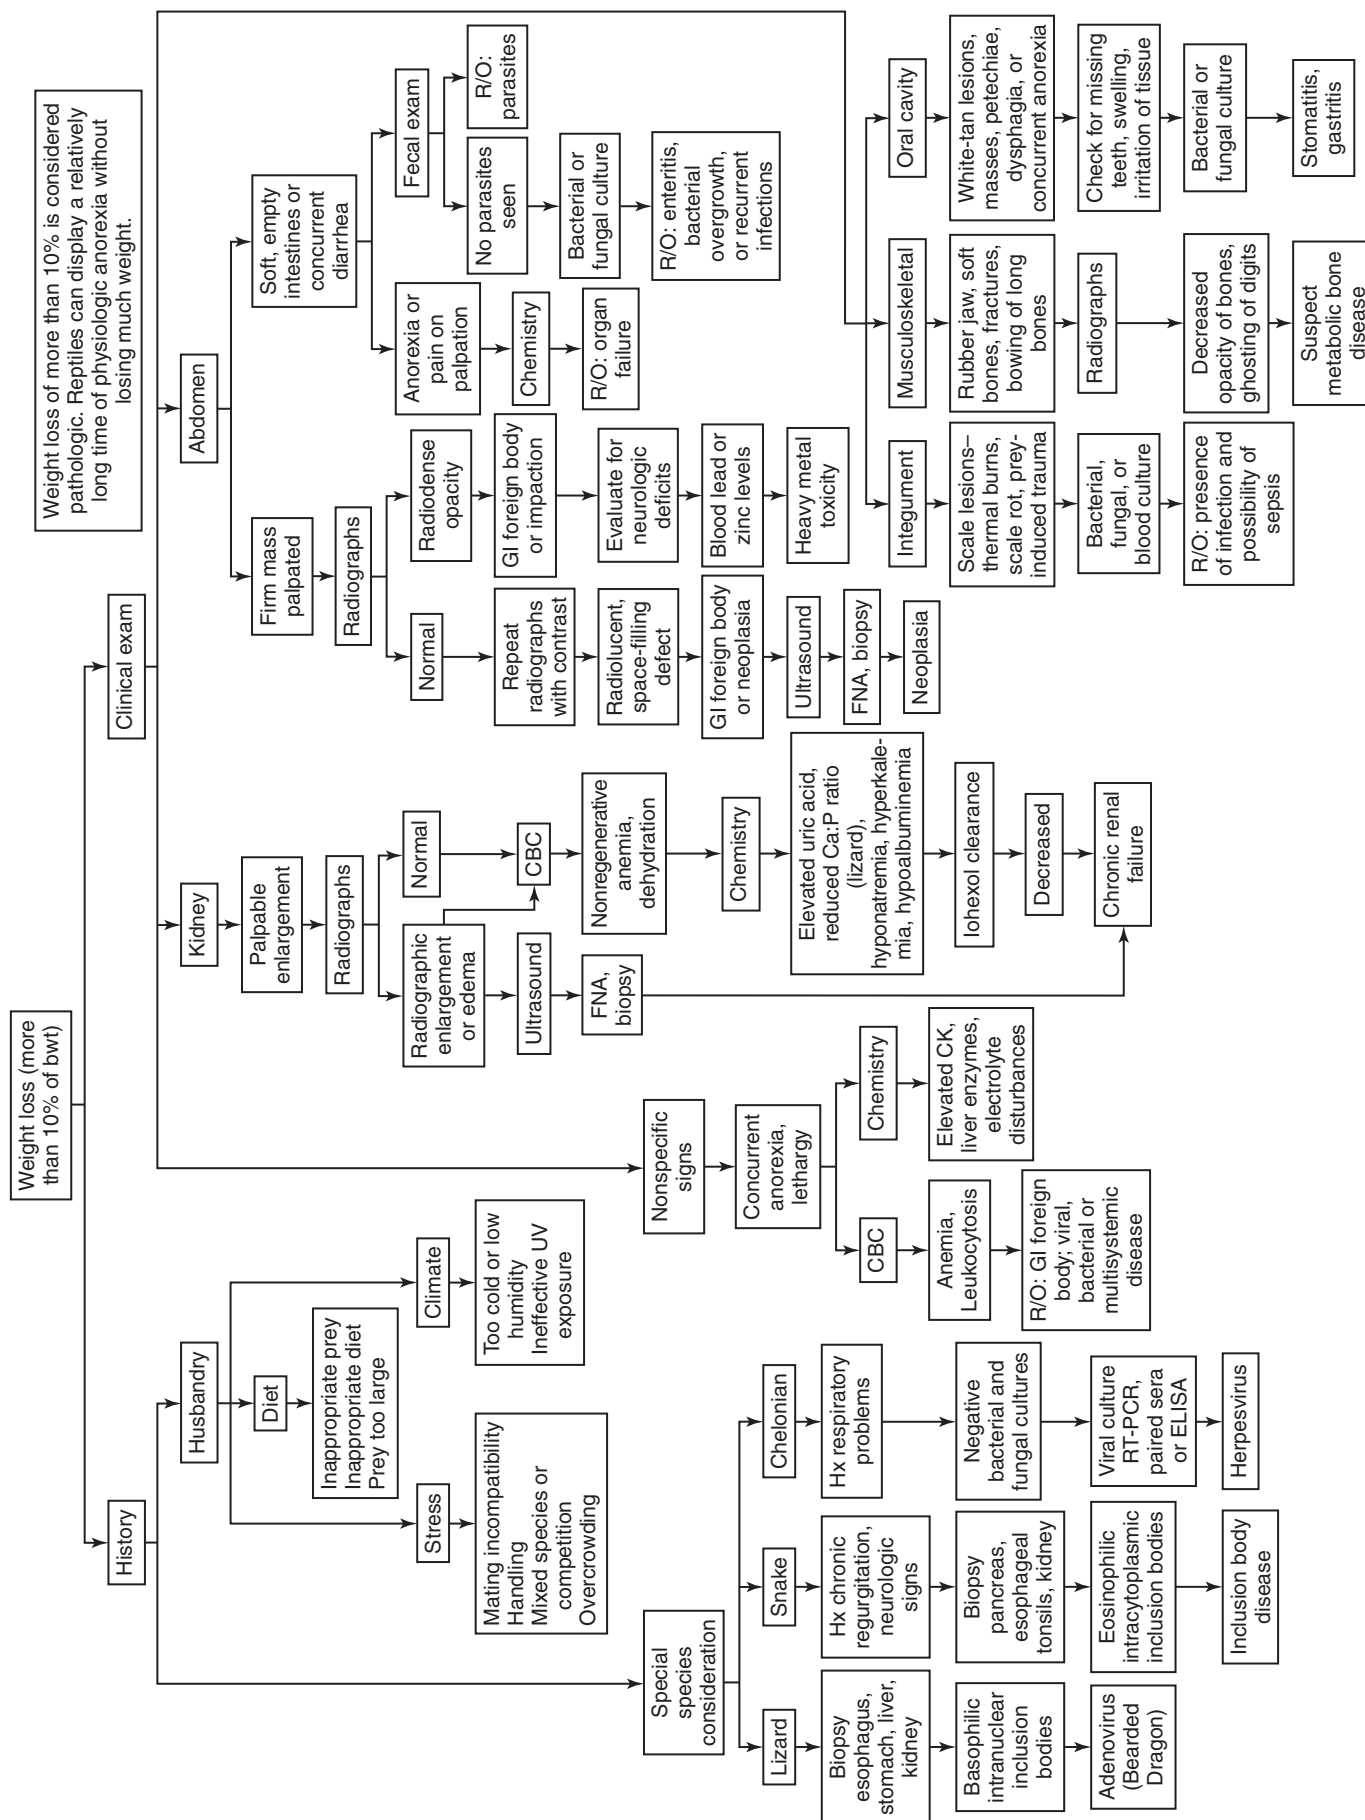 Weight loss (more
than 10% of bwt)
Weight loss of more than 10% is considered
pathologic. Reptiles can display a relatively
long time of physiologic anorexia without
losing much weight.
History
Clinical exam
Husbandry
Diet
Inappropriate prey
Inappropriate diet
Prey too large
Stress
Mating incompatibility
Handling
Mixed species or
competition
Overcrowding
Climate
Too cold or low
humidity
Ineffective UV
exposure
Special
species
consideration
Lizard
Biopsy
esophagus,
stomach, liver,
kidney
Basophilic
intranuclear
inclusion
bodies
Adenovirus
(Bearded
Dragon)
Snake
Hx chronic
regurgitation,
neurologic
signs
Biopsy
pancreas,
esophageal
tonsils, kidney
Eosinophilic
intracytoplasmic
inclusion bodies
Inclusion body
disease
Chelonian
Hx respiratory
problems
Negative
bacterial and
fungal cultures
Viral culture
RT-PCR,
paired sera
or ELISA
Herpesvirus
Nonspecific
signs
Concurrent
anorexia,
lethargy
CBC
Anemia,
Leukocytosis
R/O: GI foreign
body; viral,
bacterial or
multisystemic
disease
Chemistry
Elevated CK,
liver enzymes,
electrolyte
disturbances
Kidney
Palpable
enlargement
Radiographs
Radiographic
enlargement
or edema
Ultrasound
FNA,
biopsy
Normal
CBC
Nonregenerative
anemia,
dehydration
Chemistry
Elevated uric acid,
reduced Ca:P ratio
(lizard),
hyponatremia, hyperkale-
mia, hypoalbuminemia
Iohexol clearance
Decreased
Chronic renal
failure
Abdomen
Firm mass
palpated
Radiographs
Normal
Repeat
radiographs
with contrast
Radiolucent,
space-filling
defect
GI foreign body
or neoplasia
Ultrasound
FNA, biopsy
Neoplasia
Radiodense
opacity
GI foreign body
or impaction
Evaluate for
neurologic
deficits
Blood lead or
zinc levels
Heavy metal
toxicity
Soft, empty
intestines or
concurrent
diarrhea
Anorexia or
pain on
palpation
Chemistry
R/O: organ
failure
Fecal exam
No parasites
seen
Bacterial or
fungal culture
R/O: enteritis,
bacterial
overgrowth,
or recurrent
infections
R/O:
parasites
Integument
Scale lesions–
thermal burns,
scale rot, prey-
induced trauma
Bacterial,
fungal, or
blood culture
R/O: presence
of infection and
possibility of
sepsis
Musculoskeletal
Rubber jaw, soft
bones, fractures,
bowing of long
bones
Radiographs
Decreased
opacity of bones,
ghosting of digits
Suspect
metabolic bone
disease
Oral cavity
White-tan lesions,
masses, petechiae,
dysphagia, or
concurrent anorexia
Check for missing
teeth, swelling,
irritation of tissue
Bacterial or
fungal culture
Stomatitis,
gastritis